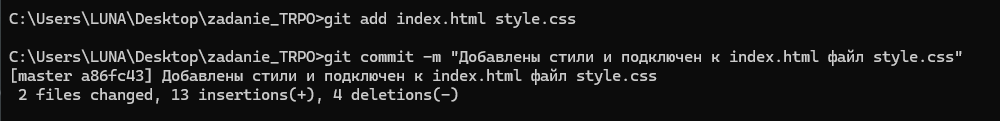 C:\Users\LUNA\Desktop\zadanie_TRPO>git add index.html style.css
C:\Users\LUNA\Desktop\zadanie_TRPO>git commit -m "Добавлены стили и подключен к index.html файл style.css"
[master a86fc43] Добавлены стили и подключен к index.html файл style.css
2 files changed, 13 insertions(+), 4 deletions(-)